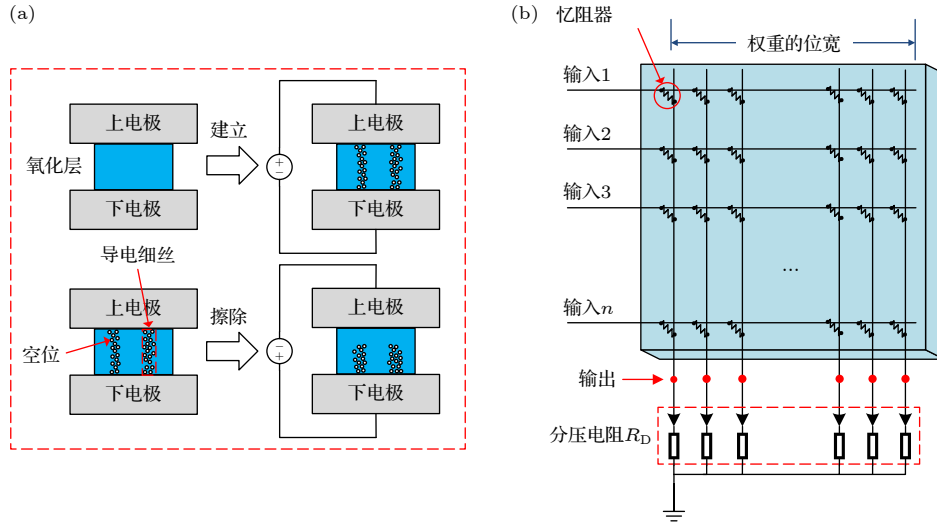 (a)
上电极
氧化层
下电极
建立
+
−
上电极
下电极
导电细丝
上电极
空位
下电极
擦除
−
+
上电极
下电极
(b)
忆阻器
权重的位宽
输入1
输入2
输入3
...
输入n
输出
分压电阻RD